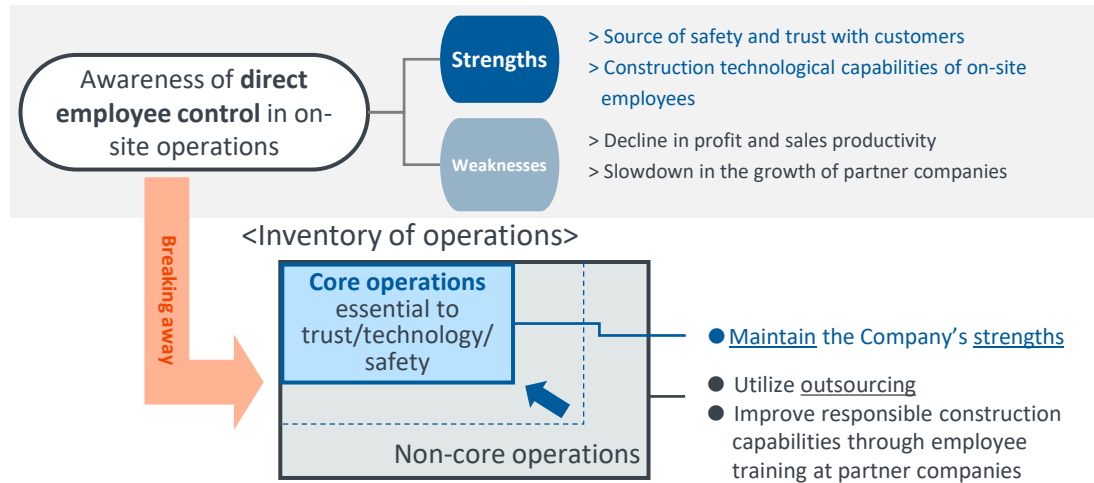 Awareness of direct
employee control in on-
site operations
Strengths
> Source of safety and trust with customers
> Construction technological capabilities of on-site
employees
Weaknesses
> Decline in profit and sales productivity
> Slowdown in the growth of partner companies
Breaking away
<Inventory of operations>
Core operations
essential to
trust/technology/
safety
Non-core operations
● Maintain the Company’s strengths
● Utilize outsourcing
● Improve responsible construction
capabilities through employee
training at partner companies